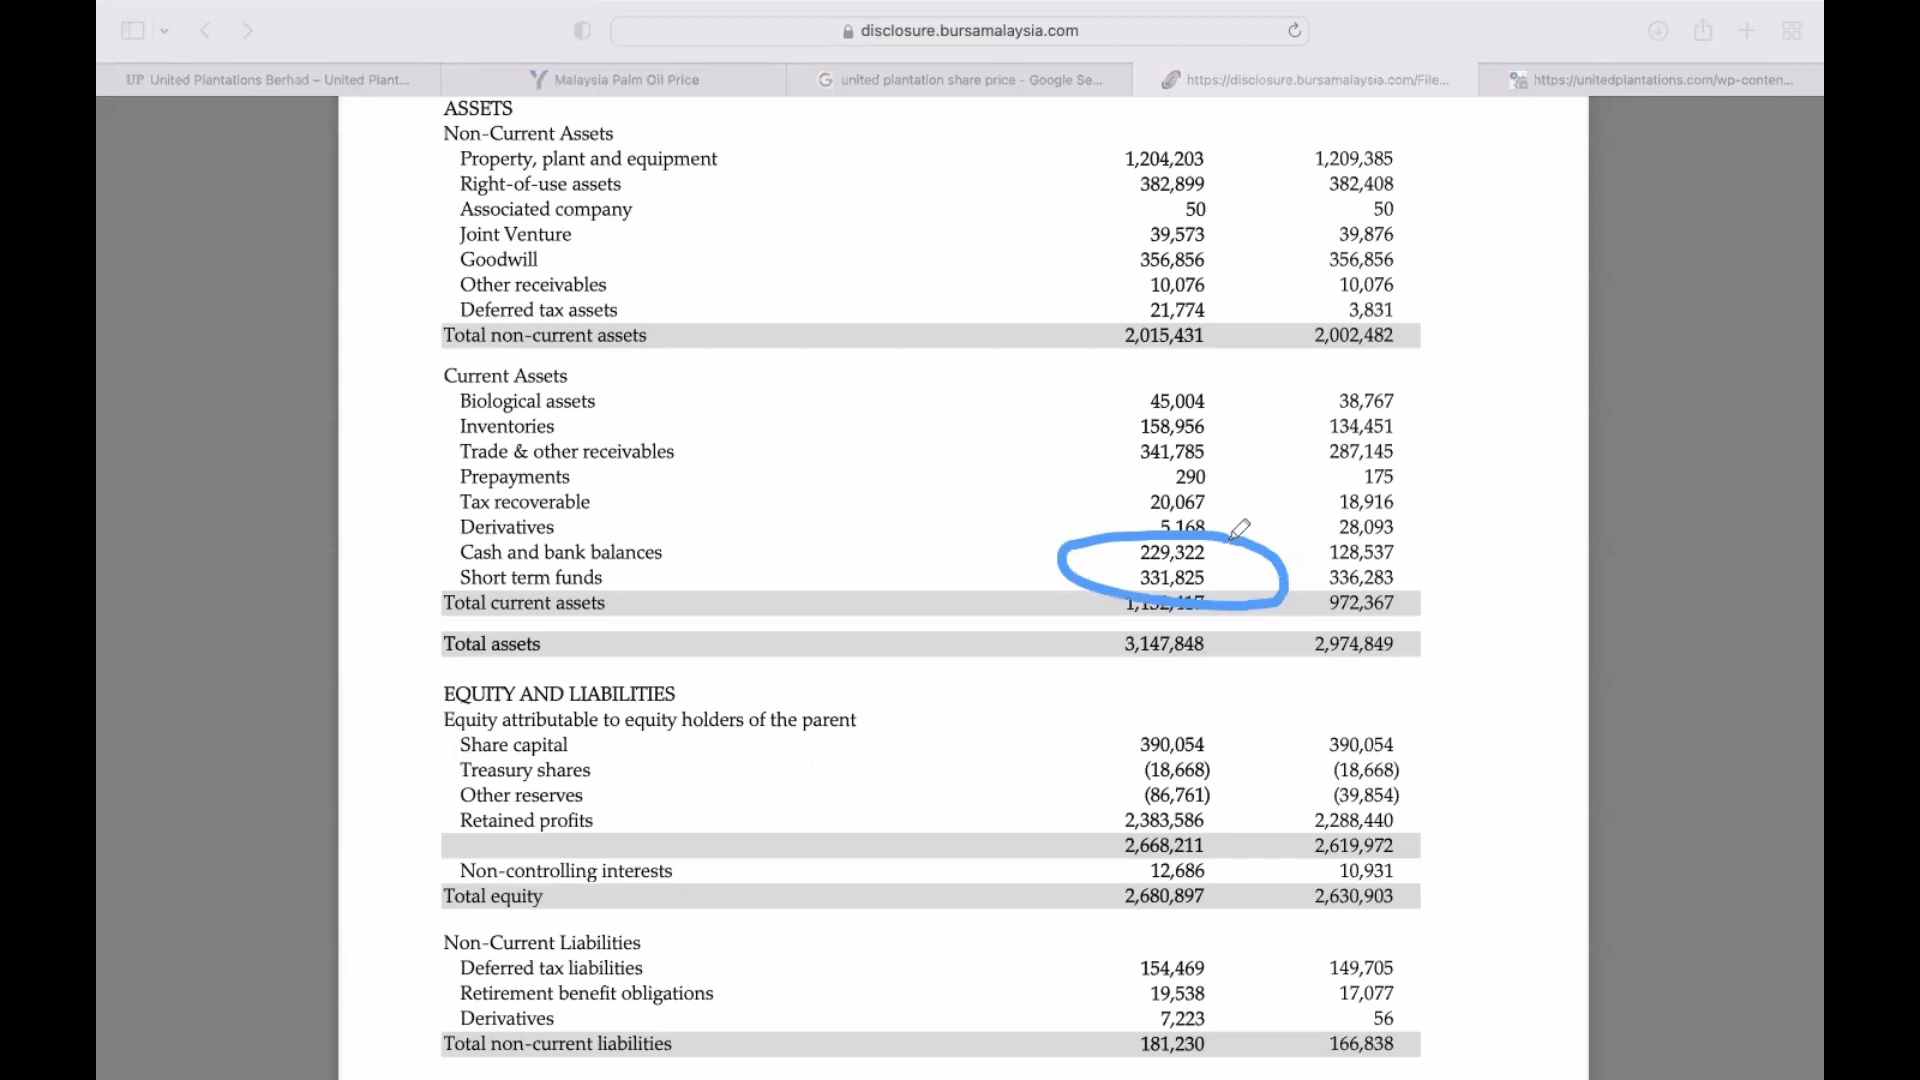 disclosure.bursamalaysia.com
UP United Plantations Berhad – United Plant...
Malaysia Palm Oil Price
united plantation share price - Google Se...
https://disclosure.bursamalaysia.com/File...
https://unitedplantations.com/wp-conten...
ASSETS
Non-Current Assets
Property, plant and equipment 1,204,203 1,209,385
Right-of-use assets 382,899 382,408
Associated company 50 50
Joint Venture 39,573 39,876
Goodwill 356,856 356,856
Other receivables 10,076 10,076
Deferred tax assets 21,774 3,831
Total non-current assets 2,015,431 2,002,482
Current Assets
Biological assets 45,004 38,767
Inventories 158,956 134,451
Trade & other receivables 341,785 287,145
Prepayments 290 175
Tax recoverable 20,067 18,916
Derivatives 5,168 28,093
Cash and bank balances 229,322 128,537
Short term funds 331,825 336,283
Total current assets 1,132,417 972,367
Total assets 3,147,848 2,974,849
EQUITY AND LIABILITIES
Equity attributable to equity holders of the parent
Share capital 390,054 390,054
Treasury shares (18,668) (18,668)
Other reserves (86,761) (39,854)
Retained profits 2,383,586 2,288,440
2,668,211 2,619,972
Non-controlling interests 12,686 10,931
Total equity 2,680,897 2,630,903
Non-Current Liabilities
Deferred tax liabilities 154,469 149,705
Retirement benefit obligations 19,538 17,077
Derivatives 7,223 56
Total non-current liabilities 181,230 166,838